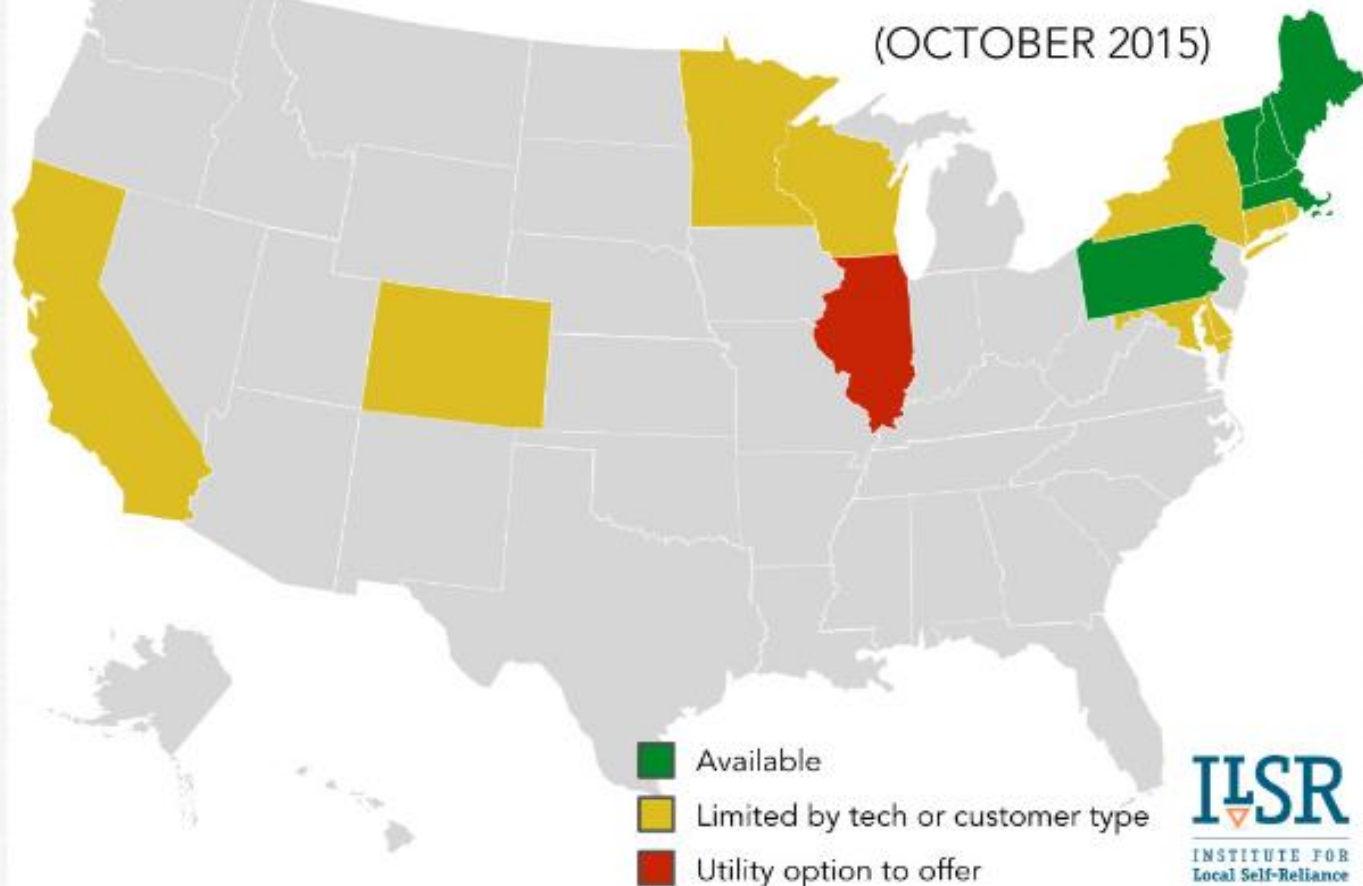 (OCTOBER 2015)
Available
Limited by tech or customer type
Utility option to offer
ILSR
INSTITUTE FOR
Local Self-Reliance